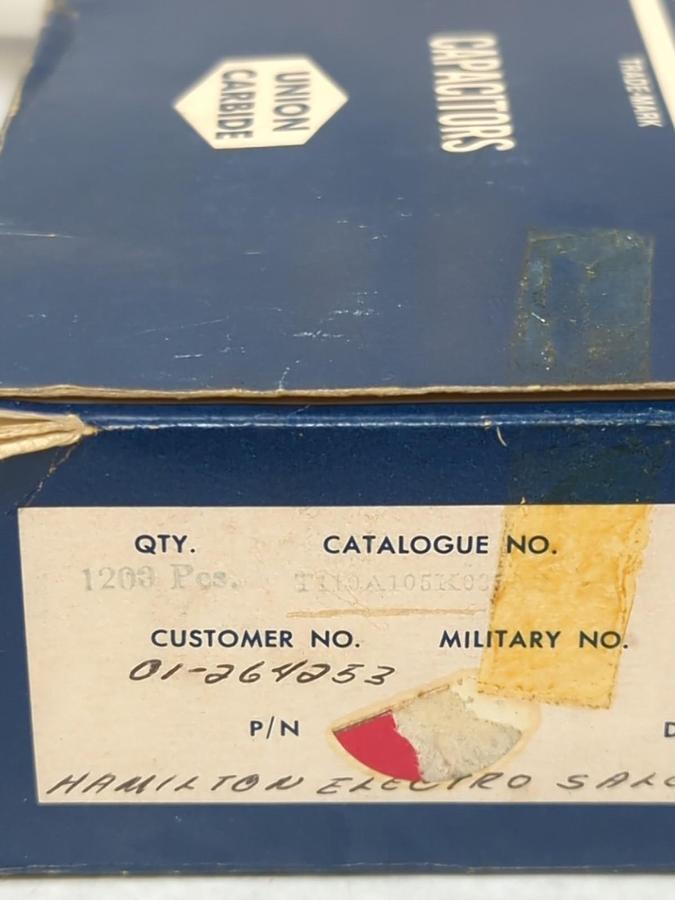 UNION
CARBIDE
CAPACITORS
TRADE-MARK
QTY. CATALOGUE NO.
1200 Pcs.
CUSTOMER NO. MILITARY NO.
01-264253
P/N
HAMILTON ELECTRO